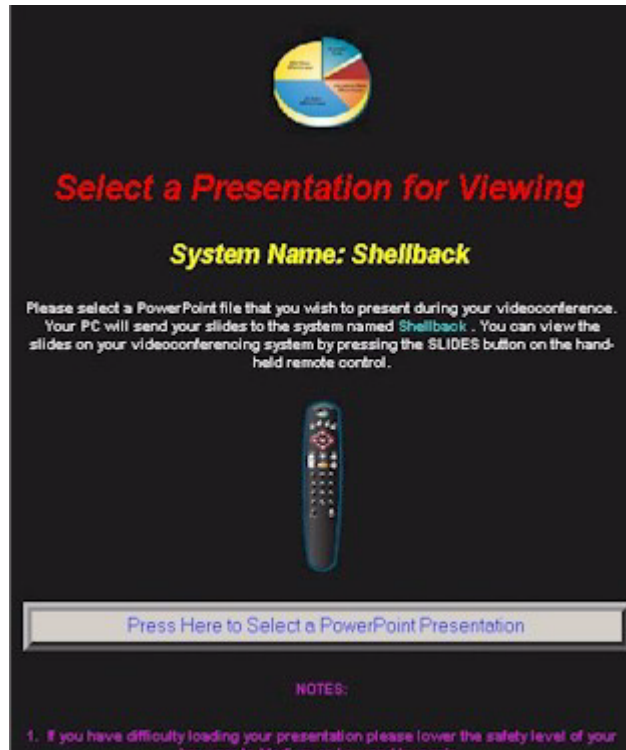 Select a Presentation for Viewing
System Name: Shellback
Please select a PowerPoint file that you wish to present during your videoconference.
Your PC will send your slides to the system named Shellback . You can view the
slides on your videoconferencing system by pressing the SLIDES button on the hand-
held remote control.
Press Here to Select a PowerPoint Presentation
NOTES:
1. If you have difficulty loading your presentation please lower the safety level of your